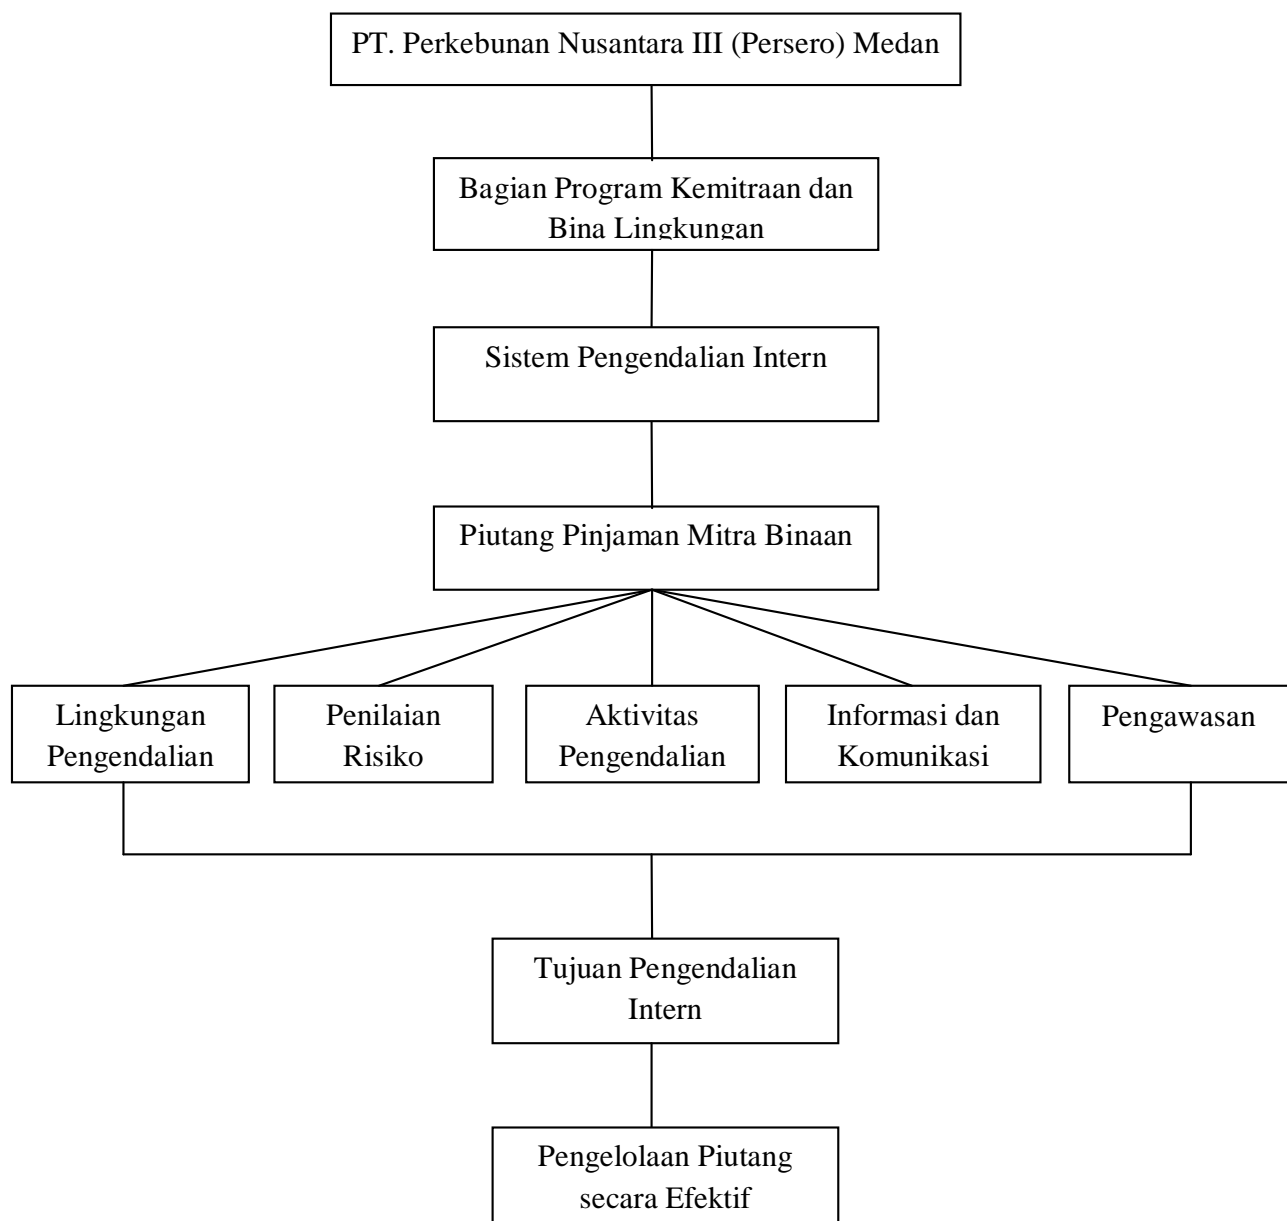 PT. Perkebunan Nusantara III (Persero) Medan
Bagian Program Kemitraan dan
Bina Lingkungan
Sistem Pengendalian Intern
Piutang Pinjaman Mitra Binaan
Lingkungan
Pengendalian
Penilaian
Risiko
Aktivitas
Pengendalian
Informasi dan
Komunikasi
Pengawasan
Tujuan Pengendalian
Intern
Pengelolaan Piutang
secara Efektif